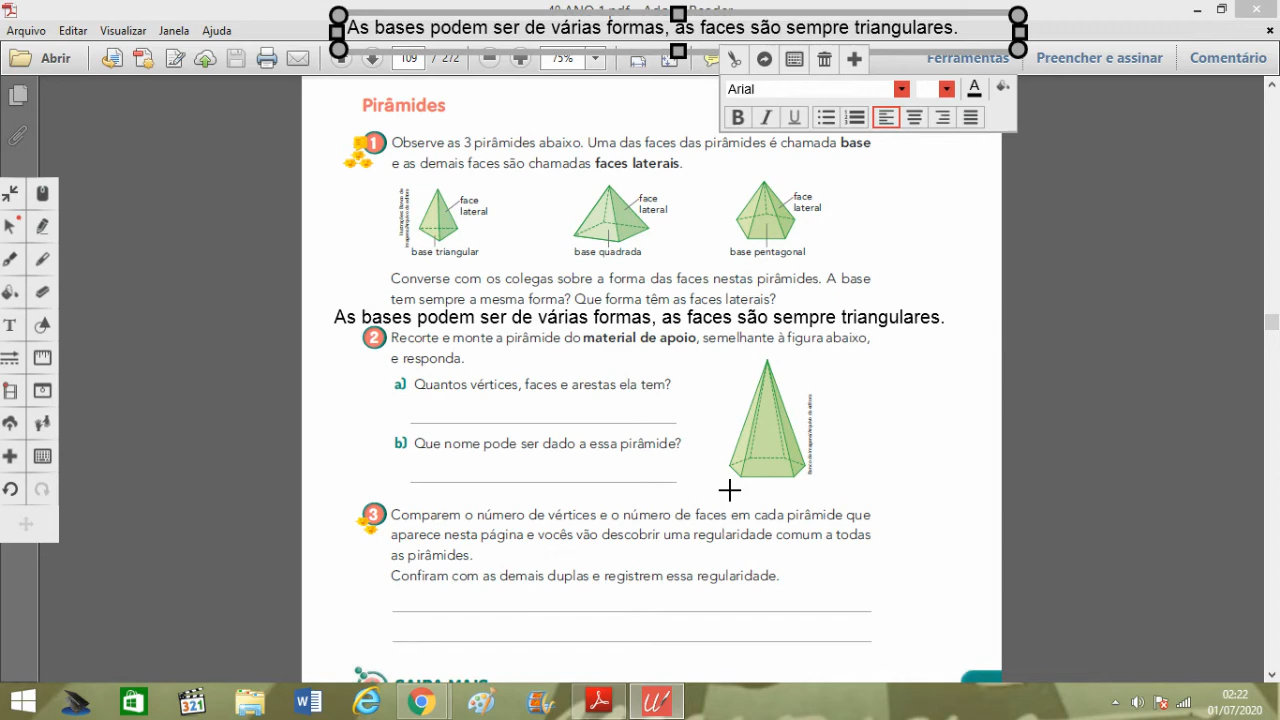 As bases podem ser de várias formas, as faces são sempre triangulares.
Arquivo Editar Visualizar Janela Ajuda
Abrir
109 / 272
75%
Ferramentas Preencher e assinar Comentário
Arial
A
B I U
Pirâmides
1 Observe as 3 pirâmides abaixo. Uma das faces das pirâmides é chamada base
e as demais faces são chamadas faces laterais.
face
lateral
base triangular
face
lateral
base quadrada
face
lateral
base pentagonal
Converse com os colegas sobre a forma das faces nestas pirâmides. A base
tem sempre a mesma forma? Que forma têm as faces laterais?
As bases podem ser de várias formas, as faces são sempre triangulares.
2 Recorte e monte a pirâmide do material de apoio, semelhante à figura abaixo,
e responda.
a) Quantos vértices, faces e arestas ela tem?
b) Que nome pode ser dado a essa pirâmide?
3 Comparem o número de vértices e o número de faces em cada pirâmide que
aparece nesta página e vocês vão descobrir uma regularidade comum a todas
as pirâmides.
Confiram com as demais duplas e registrem essa regularidade.
T
321
02:22
01/07/2020